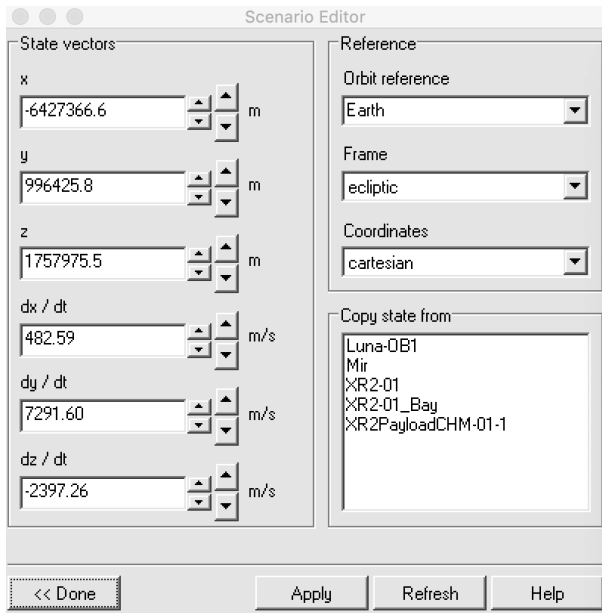 Scenario Editor
State vectors
x
-6427366.6
m
y
996425.8
m
z
1757975.5
m
dx / dt
482.59
m/s
dy / dt
7291.60
m/s
dz / dt
-2397.26
m/s
Reference
Orbit reference
Earth
Frame
ecliptic
Coordinates
cartesian
Copy state from
Luna-OB1
Mir
XR2-01
XR2-01_Bay
XR2PayloadCHM-01-1
<< Done
Apply
Refresh
Help